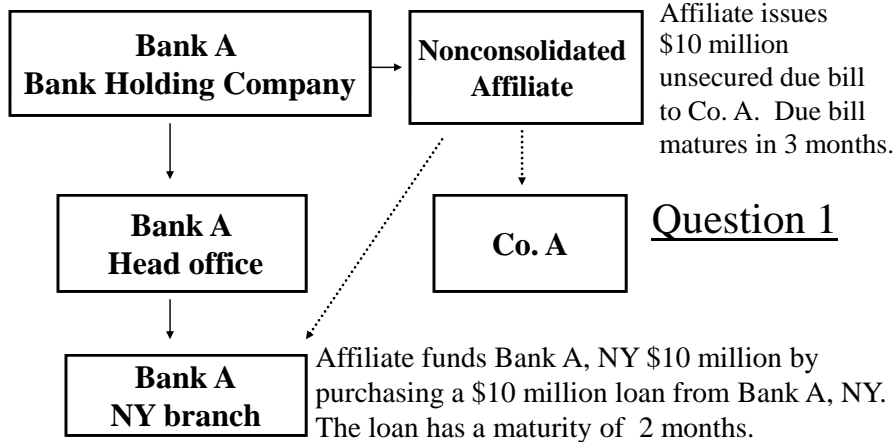 Bank A
Bank Holding Company
Nonconsolidated
Affiliate
Affiliate issues
$10 million
unsecured due bill
to Co. A. Due bill
matures in 3 months.
Bank A
Head office
Co. A
Question 1
Bank A
NY branch
Affiliate funds Bank A, NY $10 million by
purchasing a $10 million loan from Bank A, NY.
The loan has a maturity of 2 months.